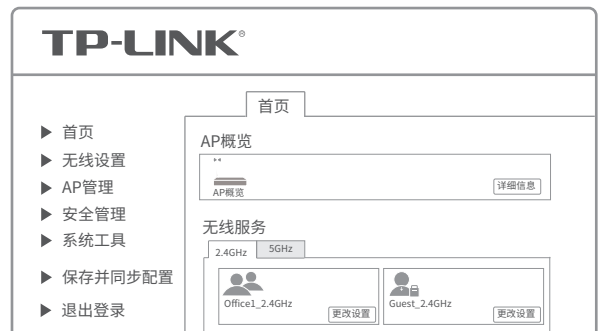 TP-LINK®
首页
首页
无线设置
AP管理
安全管理
系统工具
保存并同步配置
退出登录
AP概览
AP概览
详细信息
无线服务
2.4GHz
5GHz
Office1_2.4GHz
更改设置
Guest_2.4GHz
更改设置